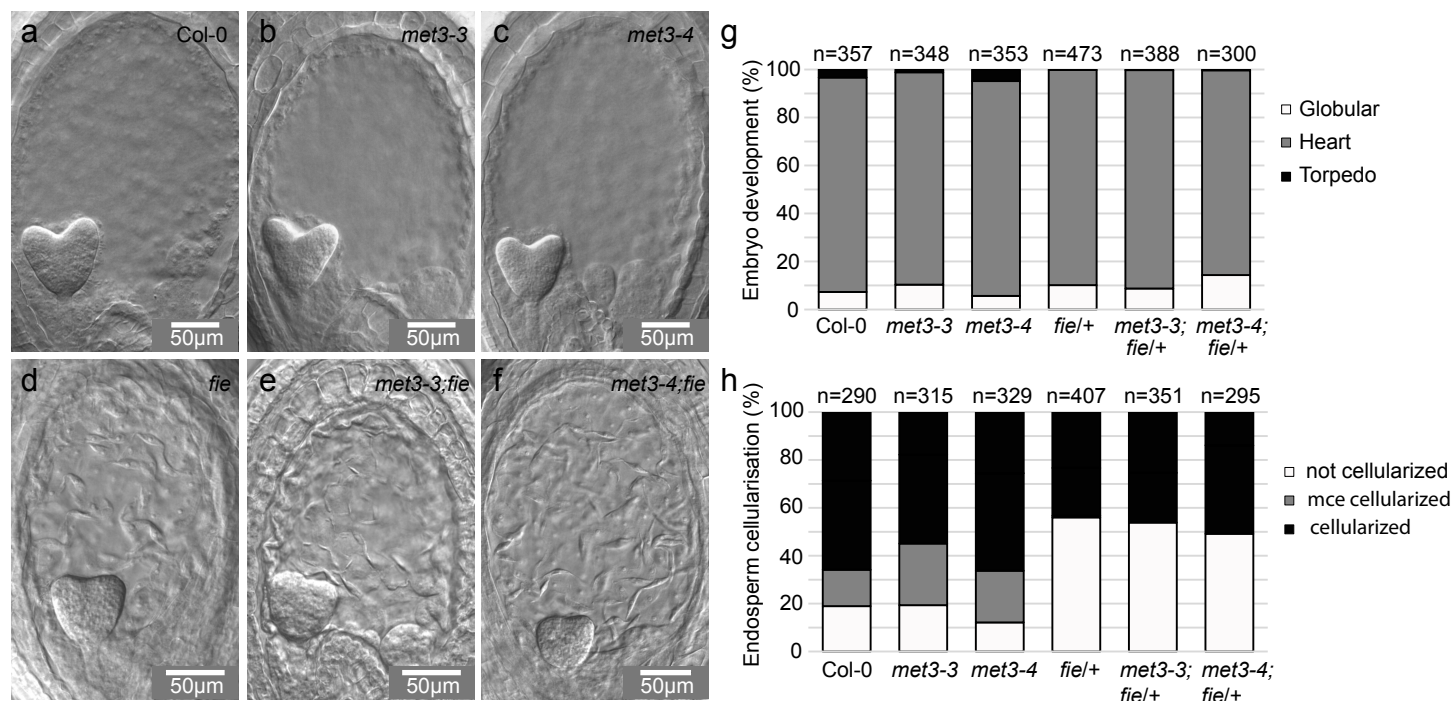 a
Col-0
50µm
b
met3-3
50µm
c
met3-4
50µm
d
fie
50µm
e
met3-3;fie
50µm
f
met3-4;fie
50µm
g
n=357 n=348 n=353 n=473 n=388 n=300
Embryo development (%)
100
80
60
40
20
0
Col-0 met3-3 met3-4 fie/+ met3-3; met3-4;
fie/+ fie/+
Globular
Heart
Torpedo
h
n=290 n=315 n=329 n=407 n=351 n=295
Endosperm cellularisation (%)
100
80
60
40
20
0
Col-0 met3-3 met3-4 fie/+ met3-3; met3-4;
fie/+ fie/+
not cellularized
mce cellularized
cellularized